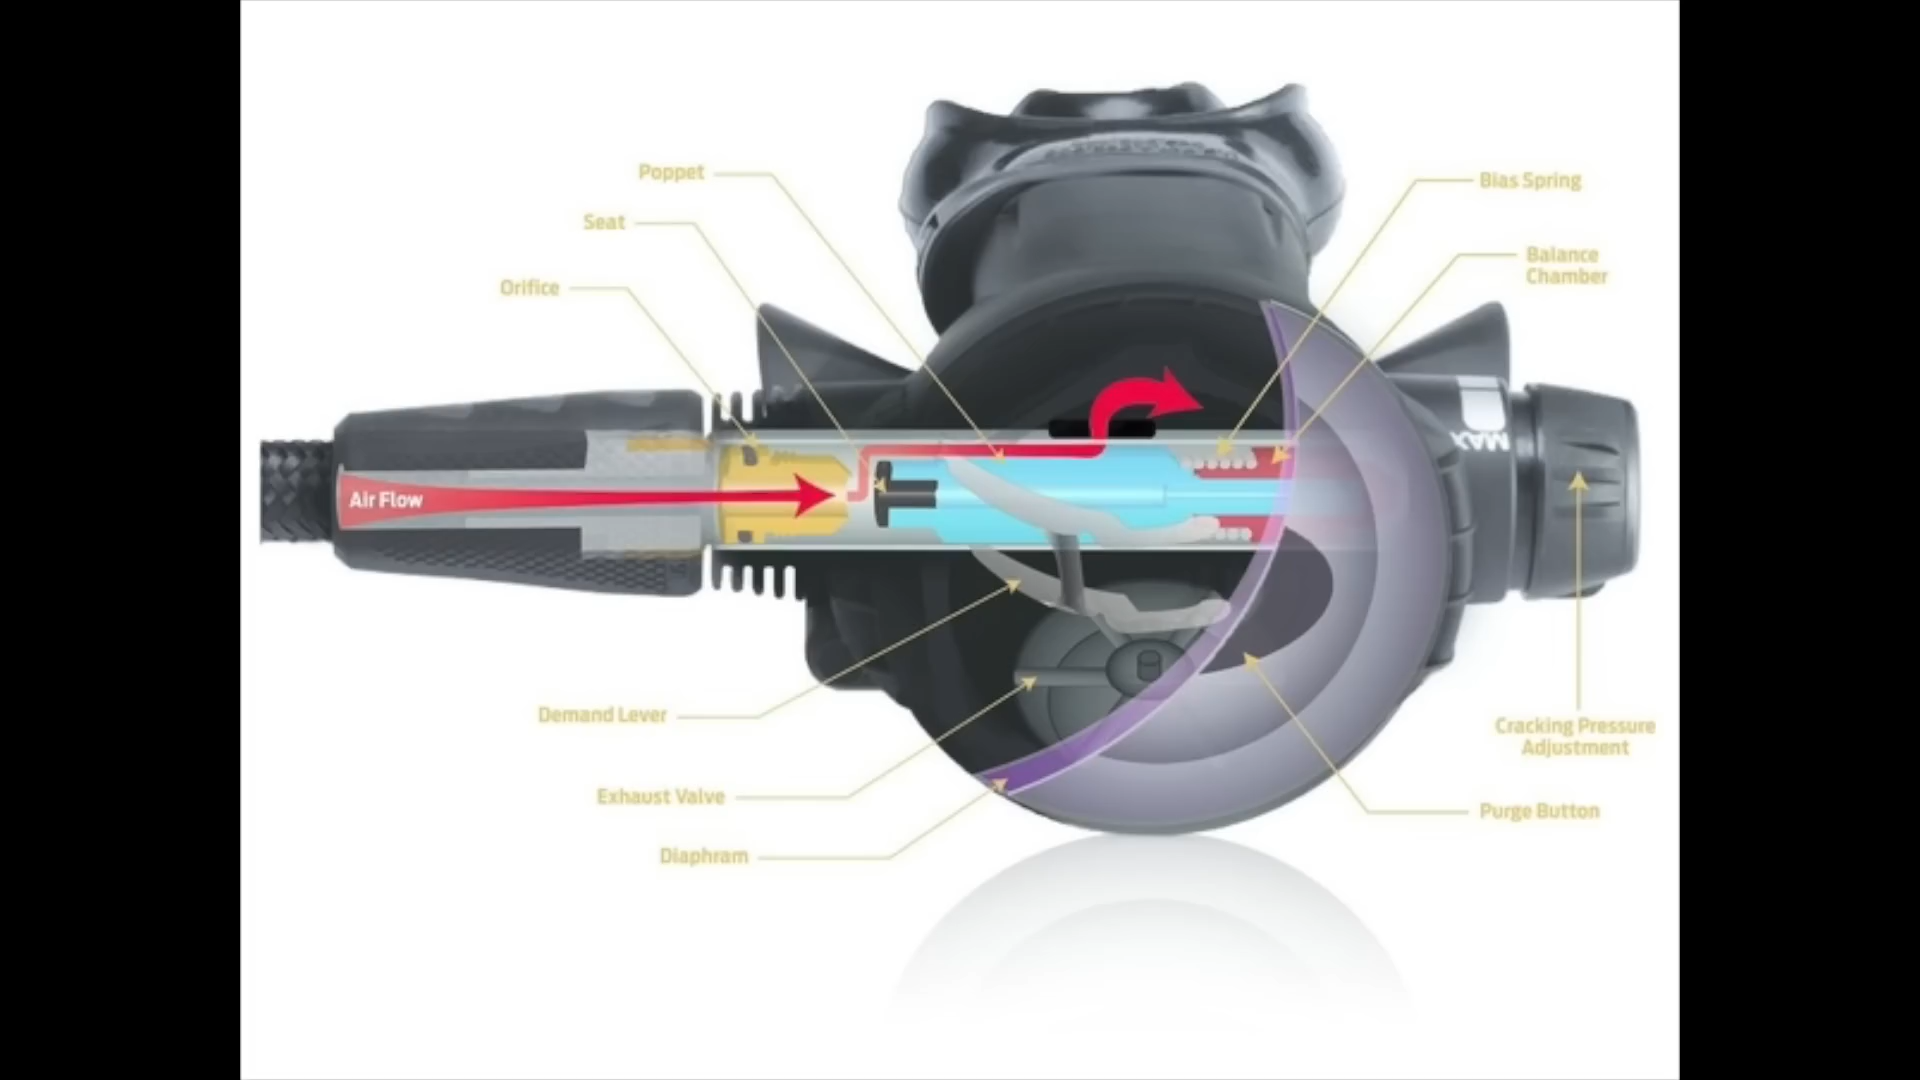 Poppet
Bias Spring
Seat
Balance
Chamber
Orifice
MAX
Air Flow
Demand Lever
Cracking Pressure
Adjustment
Exhaust Valve
Purge Button
Diaphram